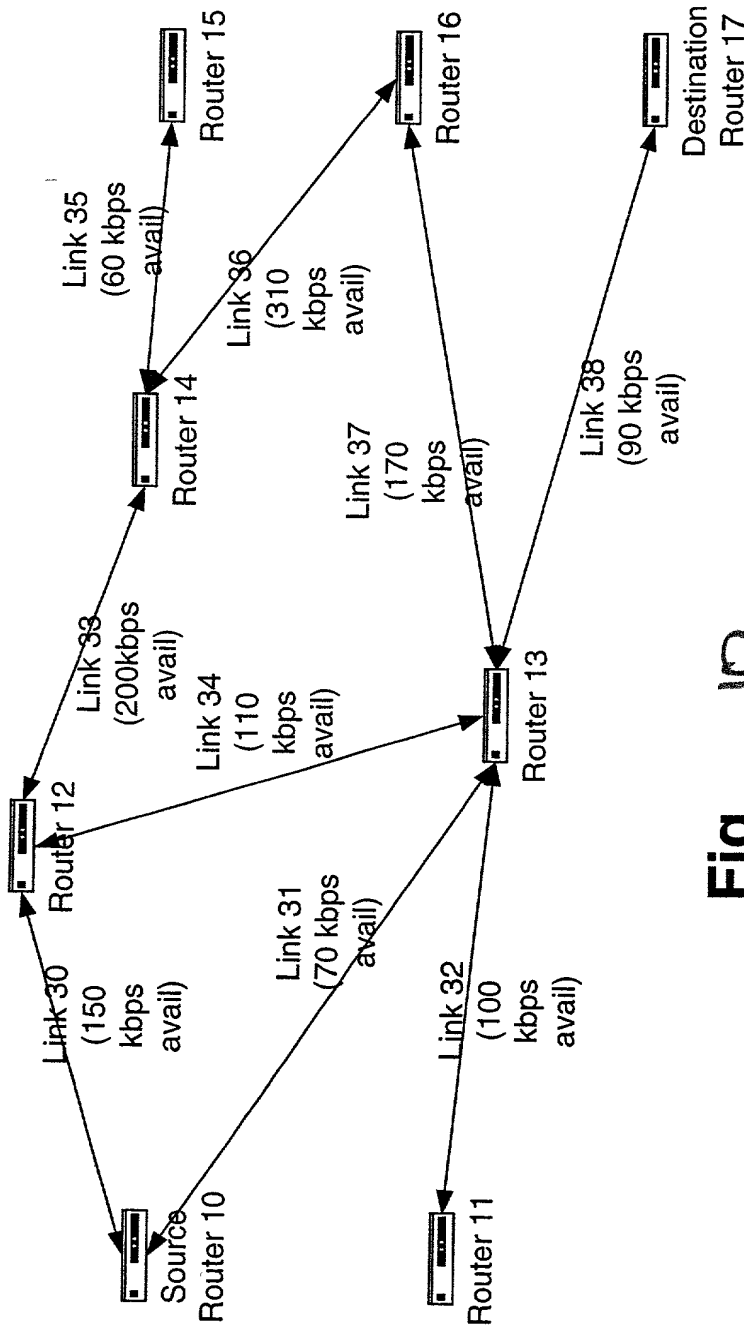 Source
Router 10
Router 11
Link 30
(150
kbps
avail)
Link 31
(70 kbps
avail)
Link 32
(100
kbps
avail)
Router 12
Router 13
Link 33
(200kbps
avail)
Link 34
(110
kbps
avail)
Router 14
Link 35
(60 kbps
avail)
Link 36
(310
kbps
avail)
Link 37
(170
kbps
avail)
Link 38
(90 kbps
avail)
Router 15
Router 16
Destination
Router 17
Fig 5